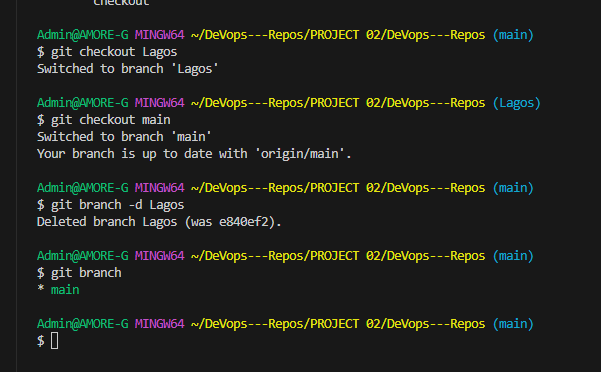 checkout
Admin@AMORE-G MINGW64 ~/DeVops---Repos/PROJECT 02/DeVops---Repos (main)
$ git checkout Lagos
Switched to branch 'Lagos'
Admin@AMORE-G MINGW64 ~/DeVops---Repos/PROJECT 02/DeVops---Repos (Lagos)
$ git checkout main
Switched to branch 'main'
Your branch is up to date with 'origin/main'.
Admin@AMORE-G MINGW64 ~/DeVops---Repos/PROJECT 02/DeVops---Repos (main)
$ git branch -d Lagos
Deleted branch Lagos (was e840ef2).
Admin@AMORE-G MINGW64 ~/DeVops---Repos/PROJECT 02/DeVops---Repos (main)
$ git branch
* main
Admin@AMORE-G MINGW64 ~/DeVops---Repos/PROJECT 02/DeVops---Repos (main)
$